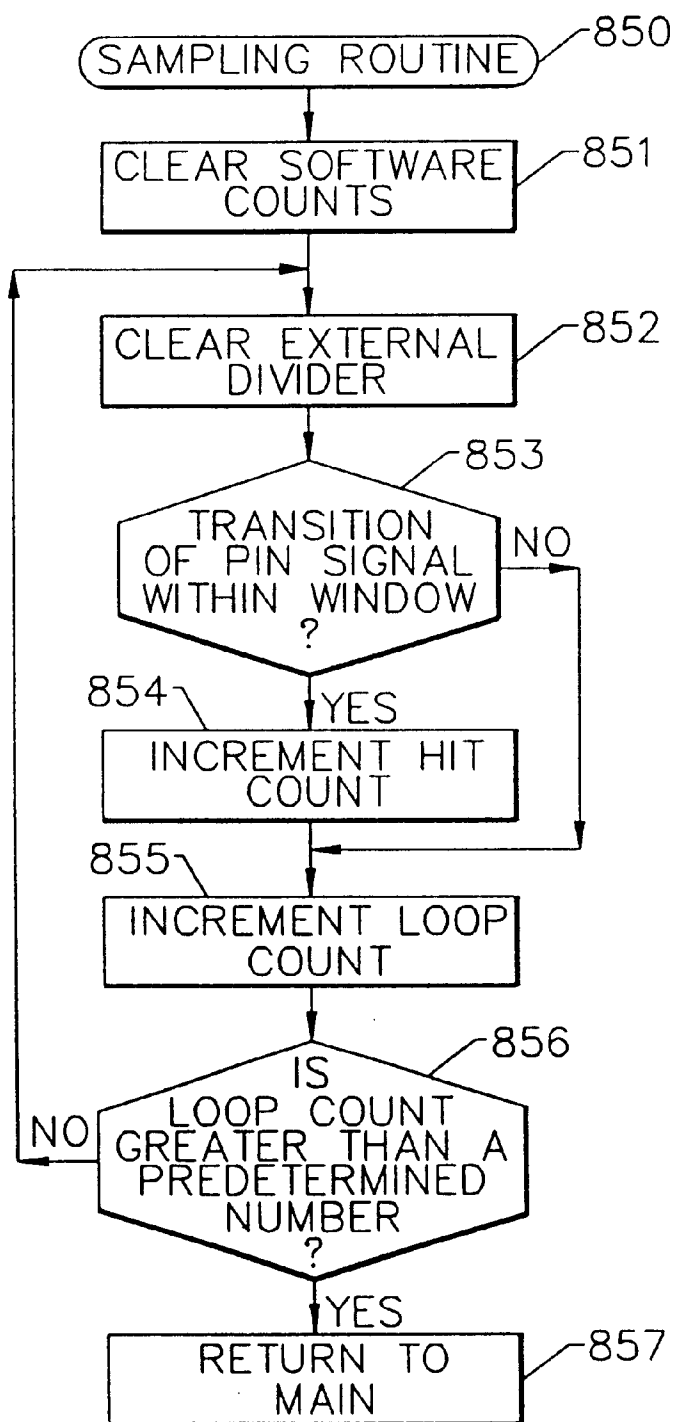 SAMPLING ROUTINE
850
CLEAR SOFTWARE
COUNTS
851
CLEAR EXTERNAL
DIVIDER
852
853
TRANSITION
OF PIN SIGNAL
WITHIN WINDOW
?
NO
YES
854
INCREMENT HIT
COUNT
855
INCREMENT LOOP
COUNT
856
IS
LOOP COUNT
GREATER THAN A
PREDETERMINED
NUMBER
?
NO
YES
RETURN TO
MAIN
857